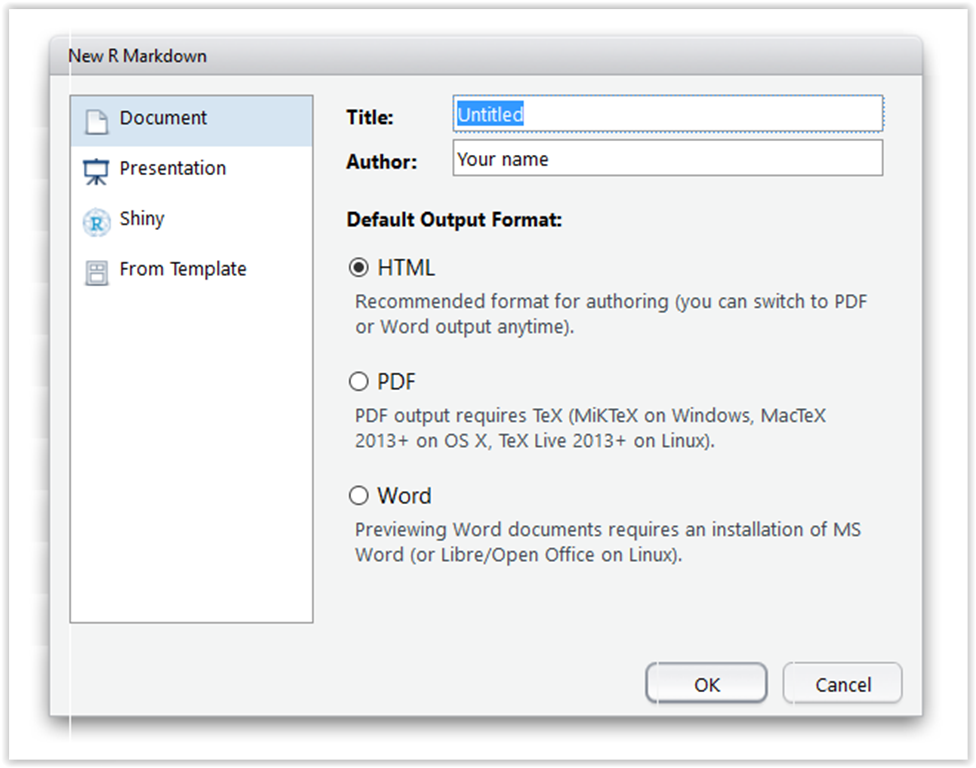 New R Markdown
Document
Presentation
Shiny
From Template
Title: Untitled
Author: Your name
Default Output Format:
HTML
Recommended format for authoring (you can switch to PDF
or Word output anytime).
PDF
PDF output requires TeX (MiKTeX on Windows, MacTeX
2013+ on OS X, TeX Live 2013+ on Linux).
Word
Previewing Word documents requires an installation of MS
Word (or Libre/Open Office on Linux).
OK Cancel